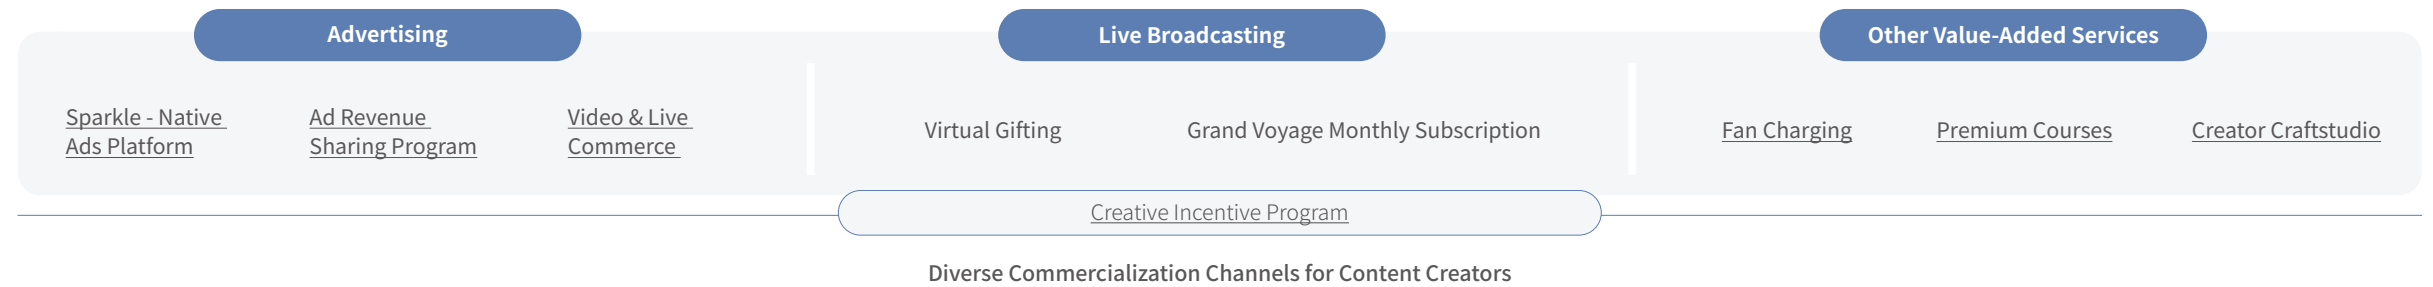 Advertising
Sparkle - Native
Ads Platform
Ad Revenue
Sharing Program
Video & Live
Commerce
Live Broadcasting
Virtual Gifting
Grand Voyage Monthly Subscription
Other Value-Added Services
Fan Charging
Premium Courses
Creator Craftstudio
Creative Incentive Program
Diverse Commercialization Channels for Content Creators